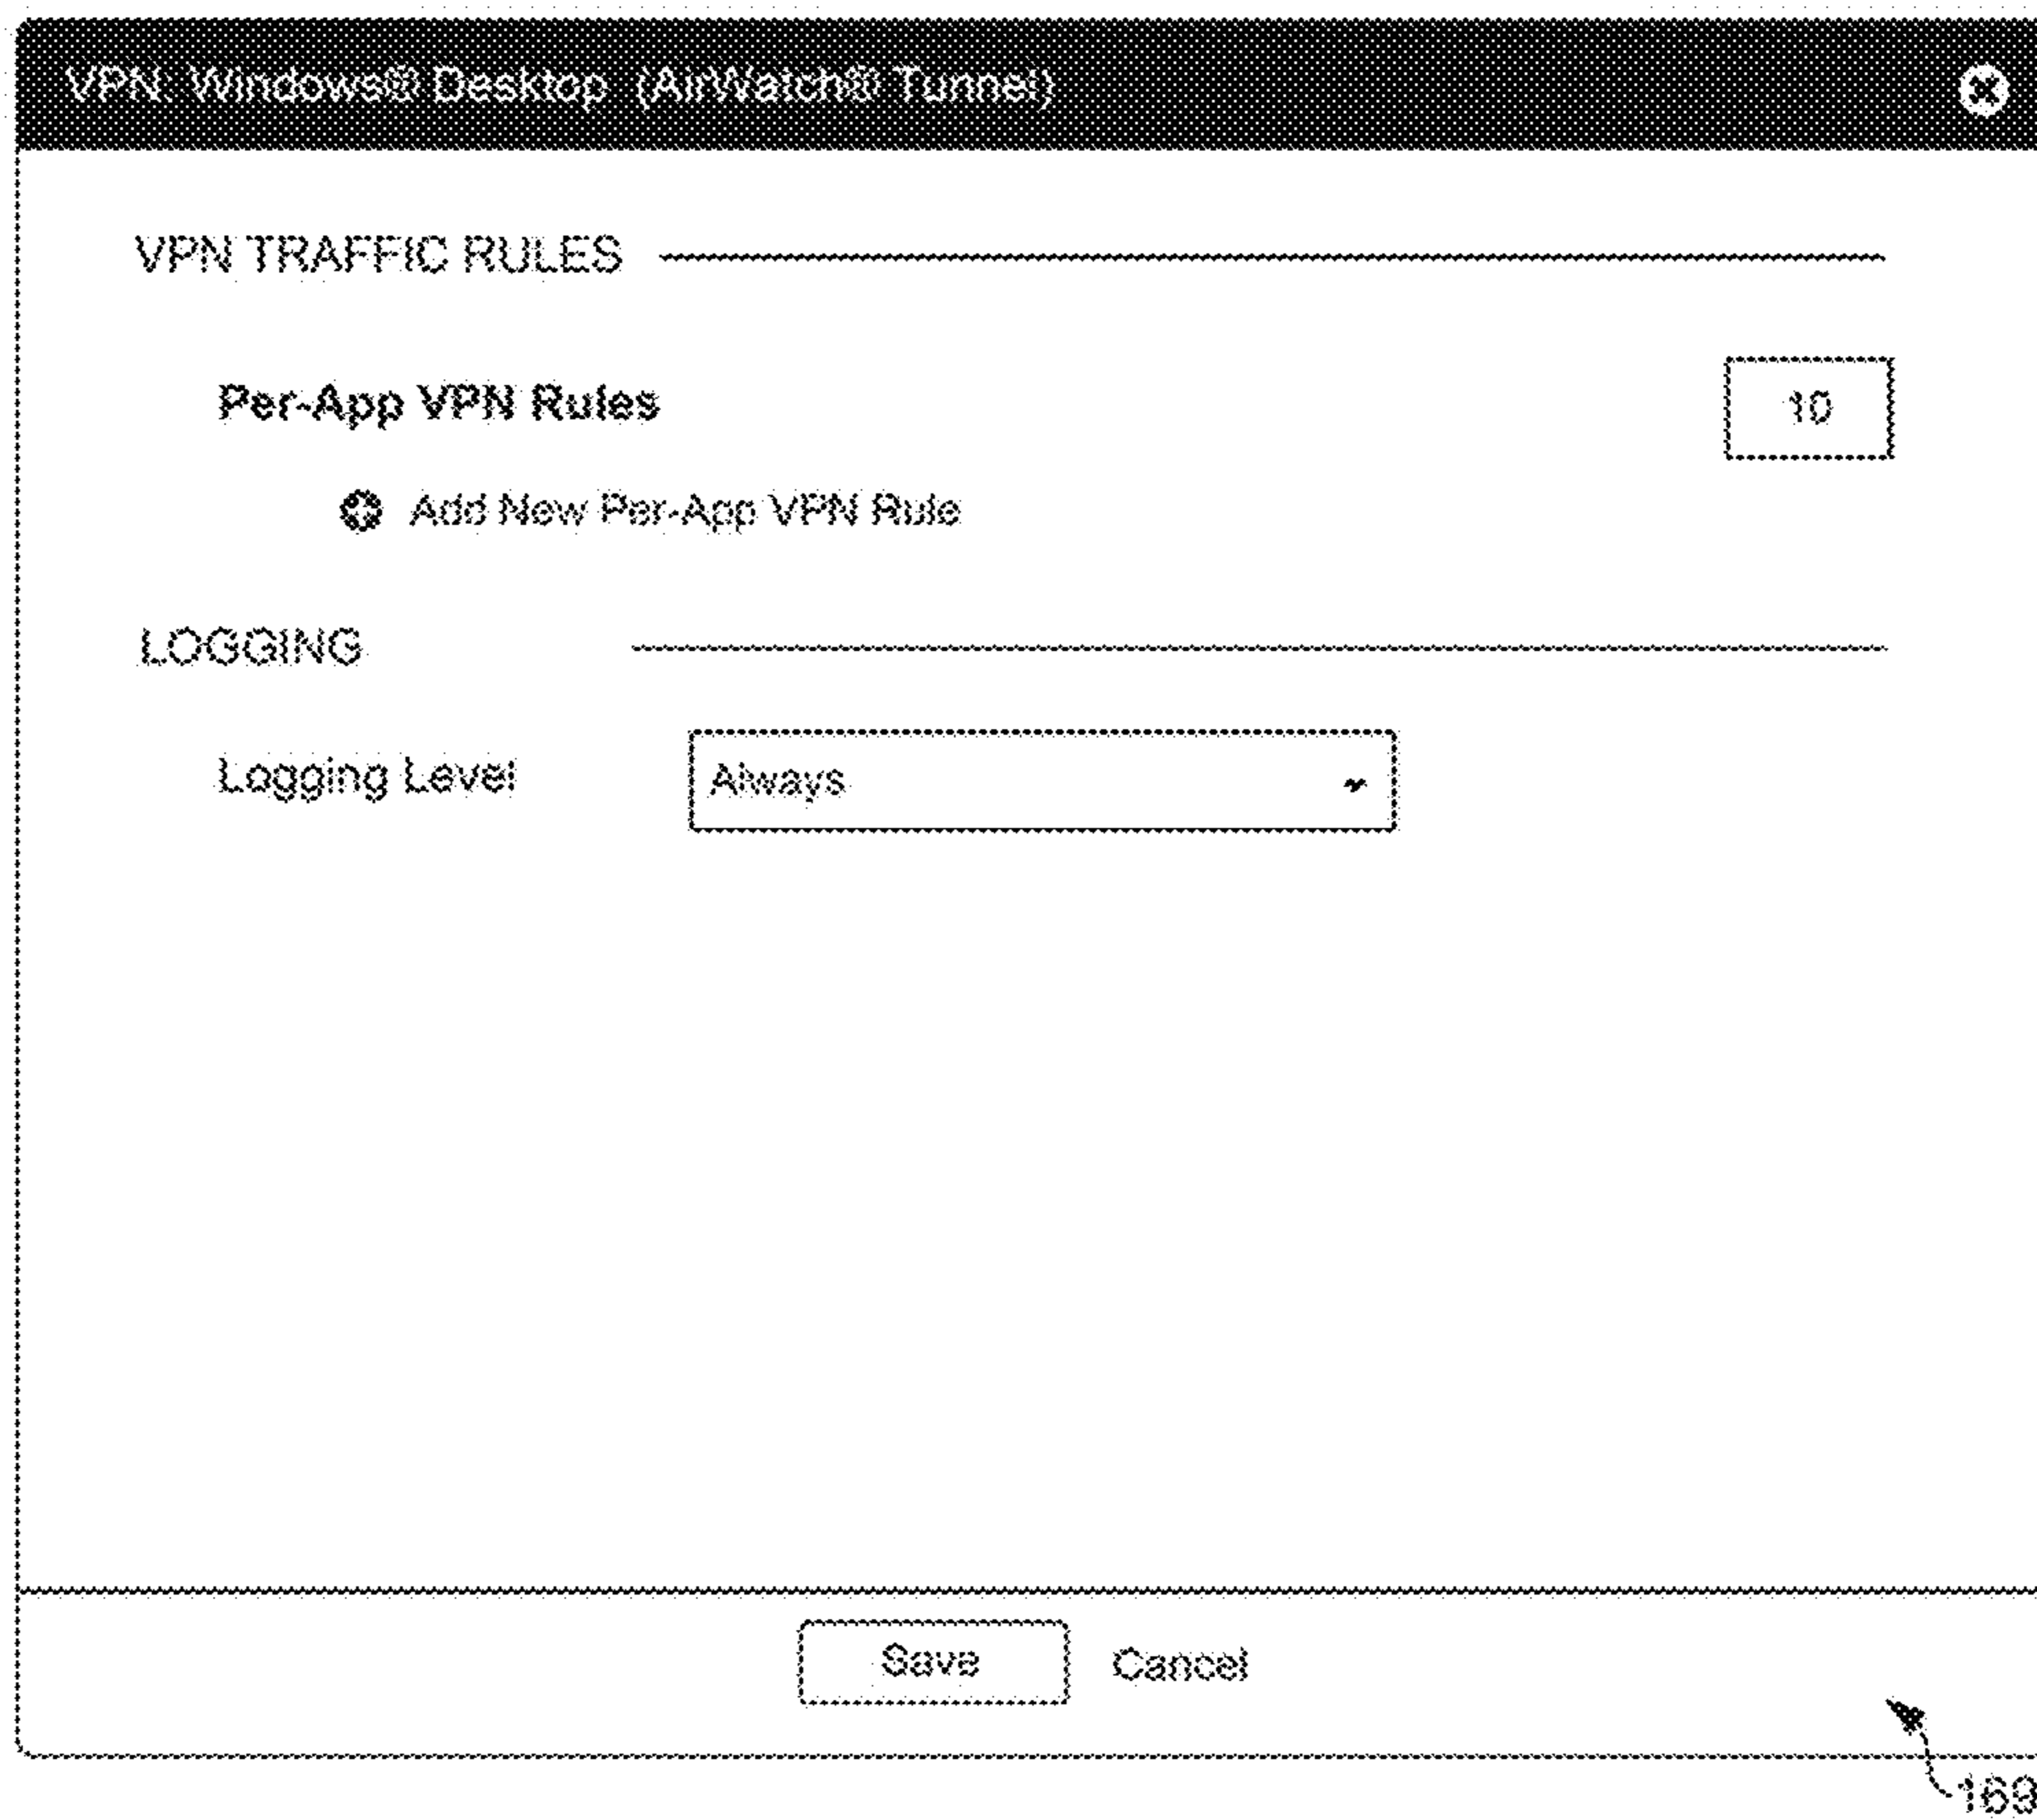 VPN: Windows® Desktop (AirWatch® Tunnel)
VPN TRAFFIC RULES
Per-App VPN Rules
10
Add New Per-App VPN Rule
LOGGING
Logging Level
Always
Save
Cancel